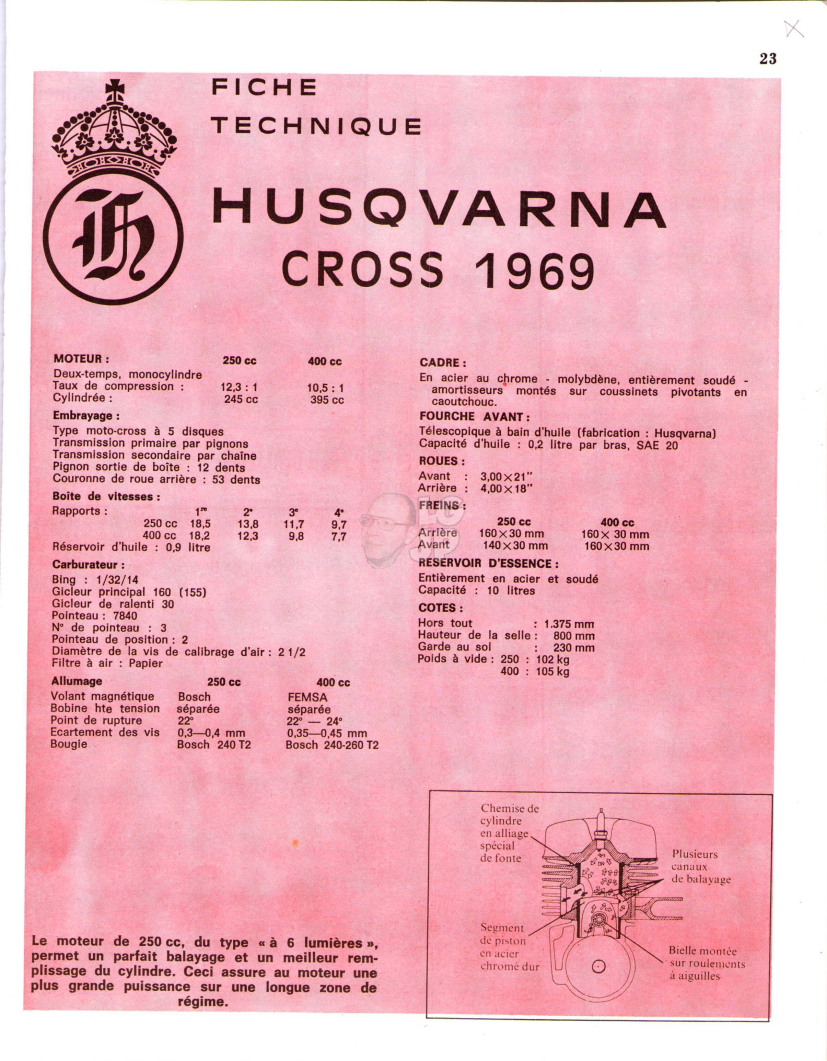 23
FICHE
TECHNIQUE
HUSQVARNA
CROSS 1969
MOTEUR : 250 cc 400 cc
Deux-temps, monocylindre
Taux de compression : 12,3 : 1 10,5 : 1
Cylindrée : 245 cc 395 cc
Embrayage :
Type moto-cross à 5 disques
Transmission primaire par pignons
Transmission secondaire par chaîne
Pignon sortie de boîte : 12 dents
Couronne de roue arrière : 53 dents
Boîte de vitesses :
Rapports : 1re 2e 3e 4e
250 cc 18,5 13,8 11,7 9,7
400 cc 18,2 12,3 9,8 7,7
Réservoir d'huile : 0,9 litre
Carburateur :
Bing : 1/32/14
Gicleur principal 160 (155)
Gicleur de ralenti 30
Pointeau : 7840
N° de pointeau : 3
Pointeau de position : 2
Diamètre de la vis de calibrage d'air : 2 1/2
Filtre à air : Papier
Allumage 250 cc 400 cc
Volant magnétique Bosch FEMSA
Bobine hte tension séparée séparée
Point de rupture 22° 22° — 24°
Ecartement des vis 0,3—0,4 mm 0,35—0,45 mm
Bougie Bosch 240 T2 Bosch 240-260 T2
Le moteur de 250 cc, du type « à 6 lumières »,
permet un parfait balayage et un meilleur rem-
plissage du cylindre. Ceci assure au moteur une
plus grande puissance sur une longue zone de
régime.
CADRE :
En acier au chrome - molybdène, entièrement soudé -
amortisseurs montés sur coussinets pivotants en
caoutchouc.
FOURCHE AVANT :
Télescopique à bain d'huile (fabrication : Husqvarna)
Capacité d'huile : 0,2 litre par bras, SAE 20
ROUES :
Avant : 3,00×21"
Arrière : 4,00×18"
FREINS :
250 cc 400 cc
Arrière 160×30 mm 160× 30 mm
Avant 140×30 mm 160×30 mm
RESERVOIR D'ESSENCE :
Entièrement en acier et soudé
Capacité : 10 litres
COTES :
Hors tout : 1.375 mm
Hauteur de la selle : 800 mm
Garde au sol : 230 mm
Poids à vide : 250 : 102 kg
400 : 105 kg
Chemise de
cylindre
en alliage
spécial
de fonte
Plusieurs
canaux
de balayage
Segment
de piston
en acier
chromé dur
Bielle montée
sur roulements
à aiguilles